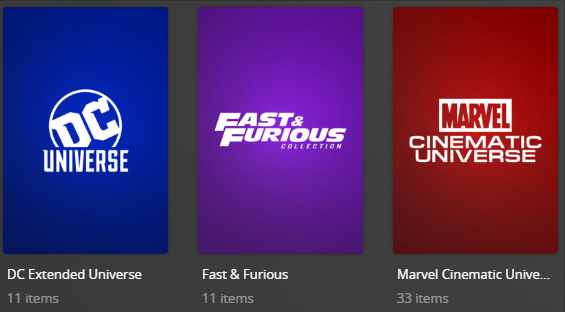 DC
UNIVERSE
FAST &
FURIOUS
COLLECTION
MARVEL
CINEMATIC
UNIVERSE
DC Extended Universe
11 items
Fast & Furious
11 items
Marvel Cinematic Unive...
33 items